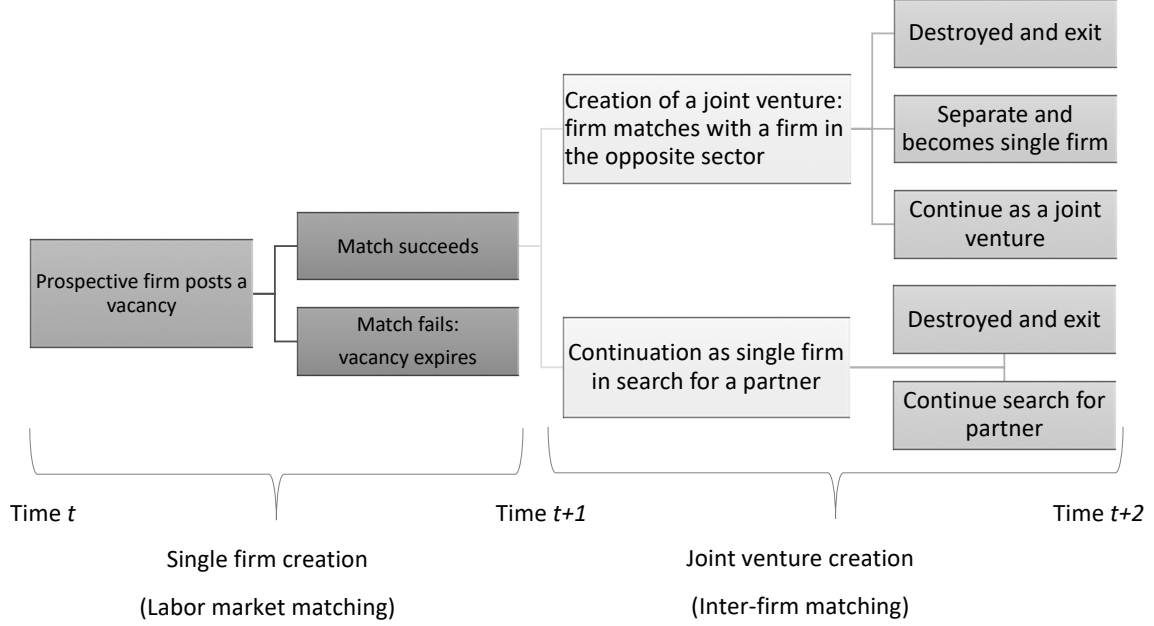 Prospective firm posts a
vacancy
Match succeeds
Match fails:
vacancy expires
Creation of a joint venture:
firm matches with a firm in
the opposite sector
Continuation as single firm
in search for a partner
Destroyed and exit
Separate and
becomes single firm
Continue as a joint
venture
Destroyed and exit
Continue search for
partner
Time t
Time t+1
Time t+2
Single firm creation
(Labor market matching)
Joint venture creation
(Inter-firm matching)